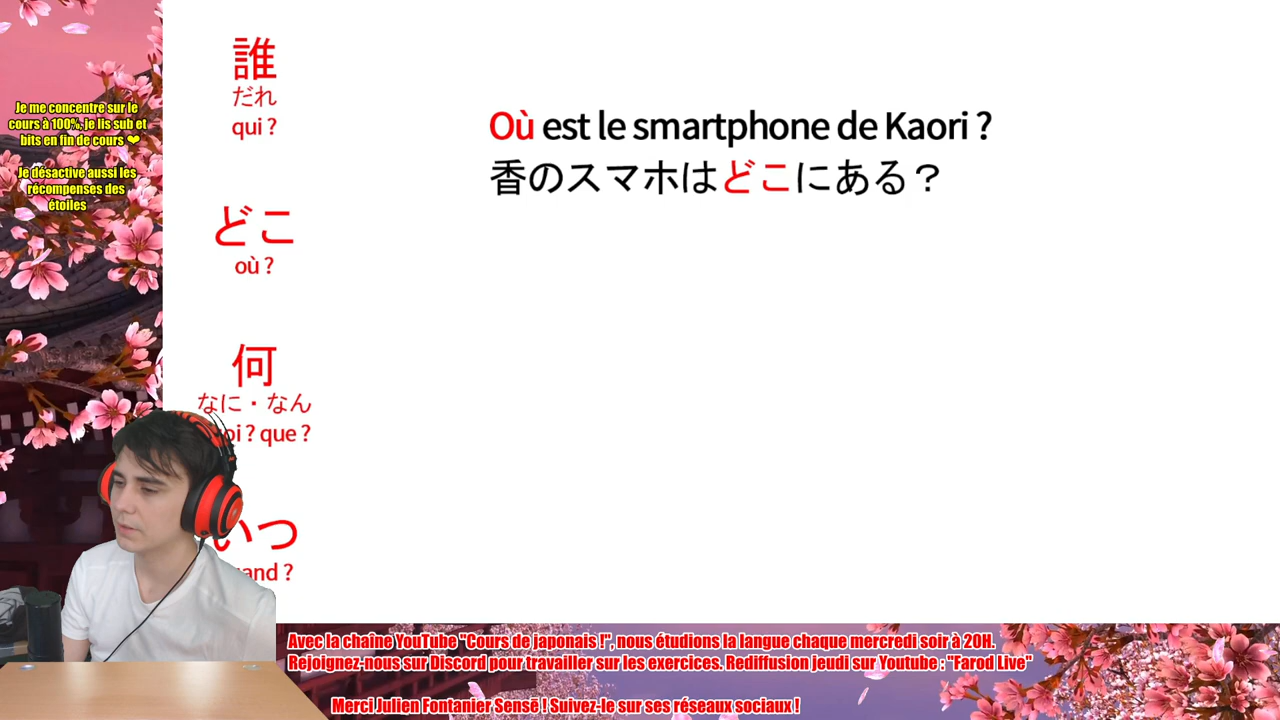 Je me concentre sur le
cours à 100%, je lis sub et
bits en fin de cours ❤
Je désactive aussi les
récompenses des
étoiles
誰
だれ
qui ?
どこ
où ?
何
なに・なん
que ?
いつ
? 
Où est le smartphone de Kaori ?
香のスマホはどこにある？
Avec la chaîne YouTube "Cours de japonais !", nous étudions la langue chaque mercredi soir à 20H.
Rejoignez-nous sur Discord pour travailler sur les exercices. Rediffusion jeudi sur Youtube : "Farod Live"
Merci Julien Fontanier Sensē ! Suivez-le sur ses réseaux sociaux !